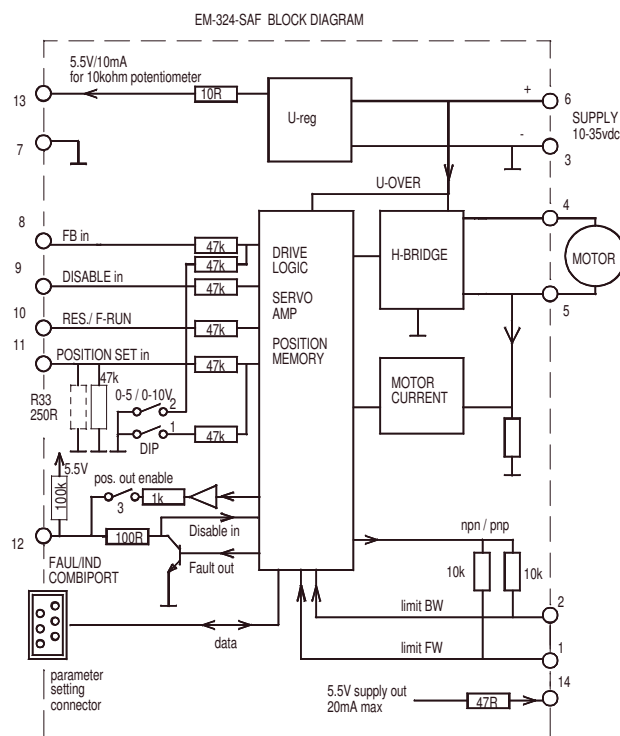 EM-324-SAF BLOCK DIAGRAM
5.5V/10mA
for 10kohm potentiometer
13
10R
U-reg
+
6
SUPPLY
10-35vdc
7
-
3
U-OVER
4
8
FB in
47k
47k
DRIVE
LOGIC
H-BRIDGE
MOTOR
9
DISABLE in
47k
SERVO
AMP
5
10
RES./ F-RUN
47k
11
POSITION SET in
47k
POSITION
MEMORY
MOTOR
CURRENT
R33
250R
47k
0-5 / 0-10V
2
1
DIP
47k
5.5V
100k
pos. out enable
3
1k
12
100R
Disable in
npn / pnp
FAUL/IND
COMBIPORT
Fault out
10k
10k
limit BW
2
data
limit FW
1
parameter
setting
connector
5.5V supply out
20mA max
47R
14